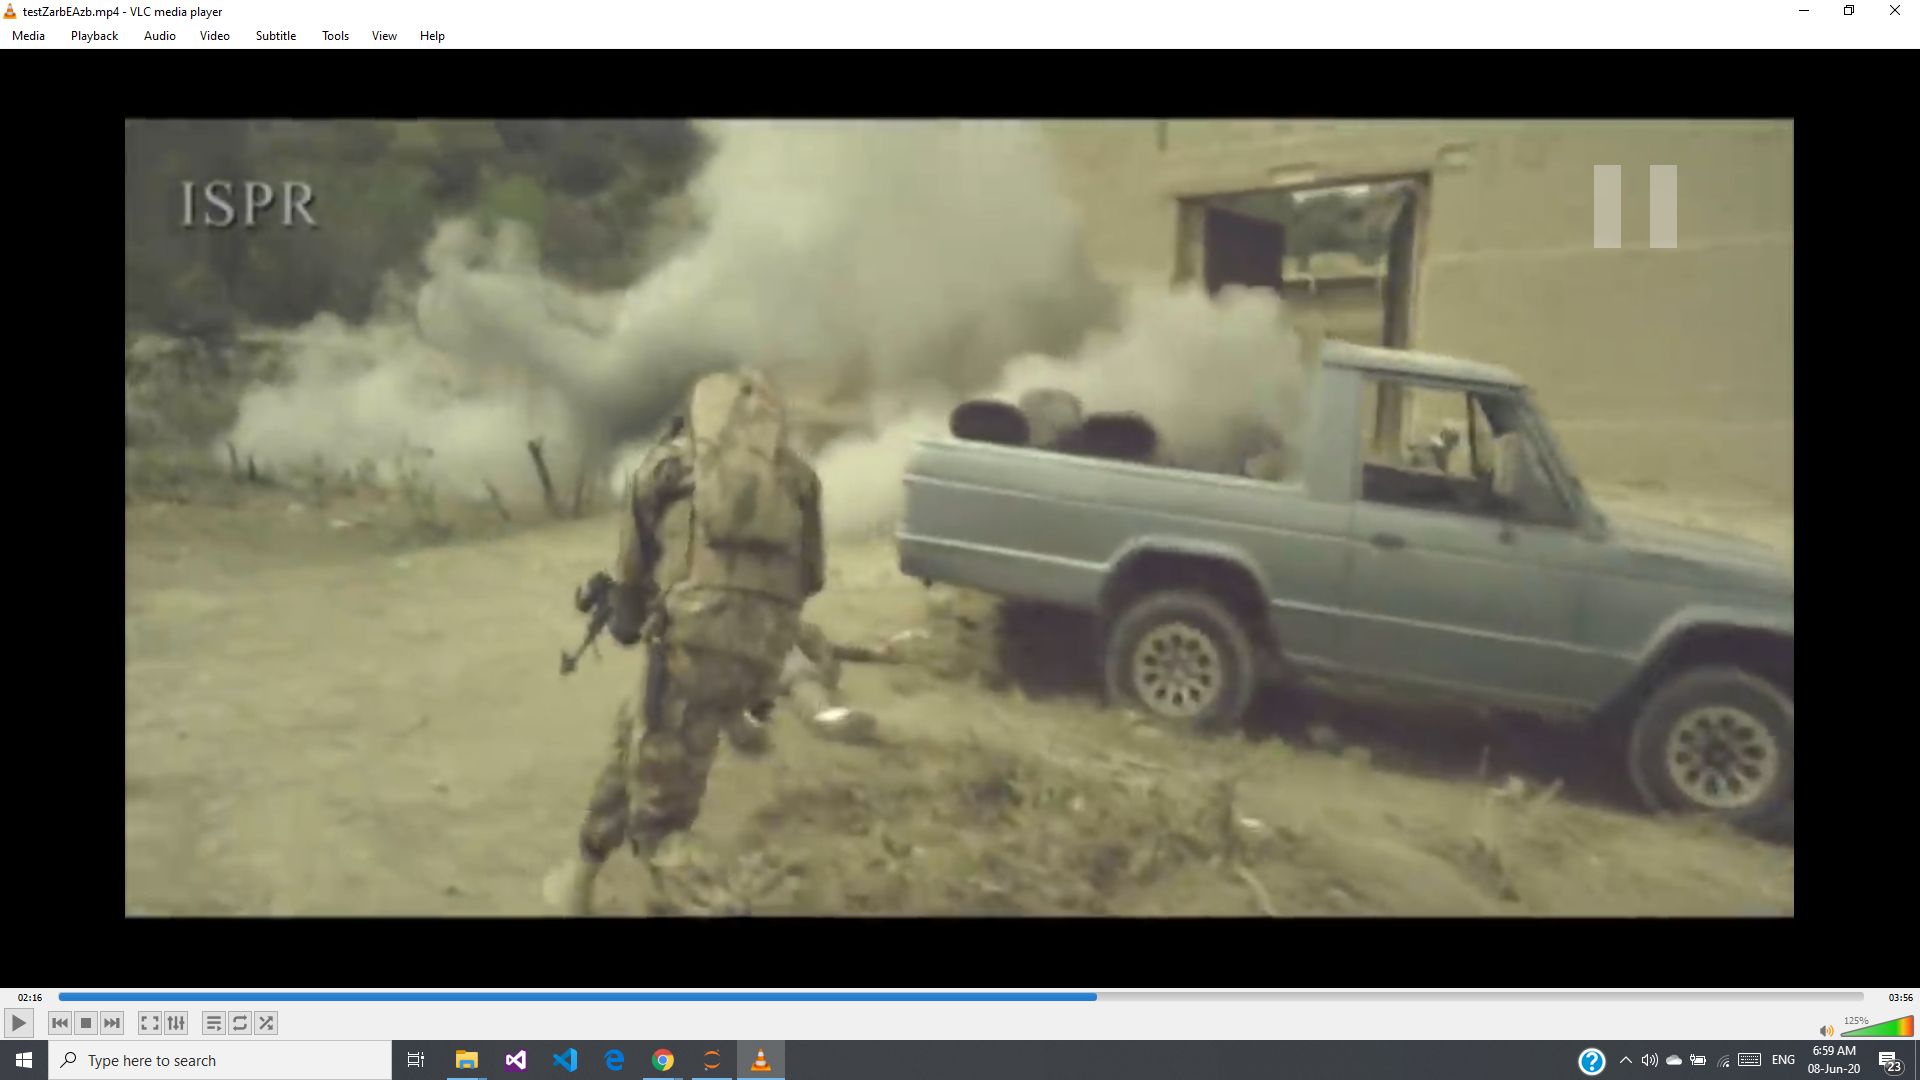 testZarbEAzb.mp4 - VLC media player
Media Playback Audio Video Subtitle Tools View Help
ISPR
02:16
03:56
125%
Type here to search
ENG
6:59 AM
08-Jun-20
23